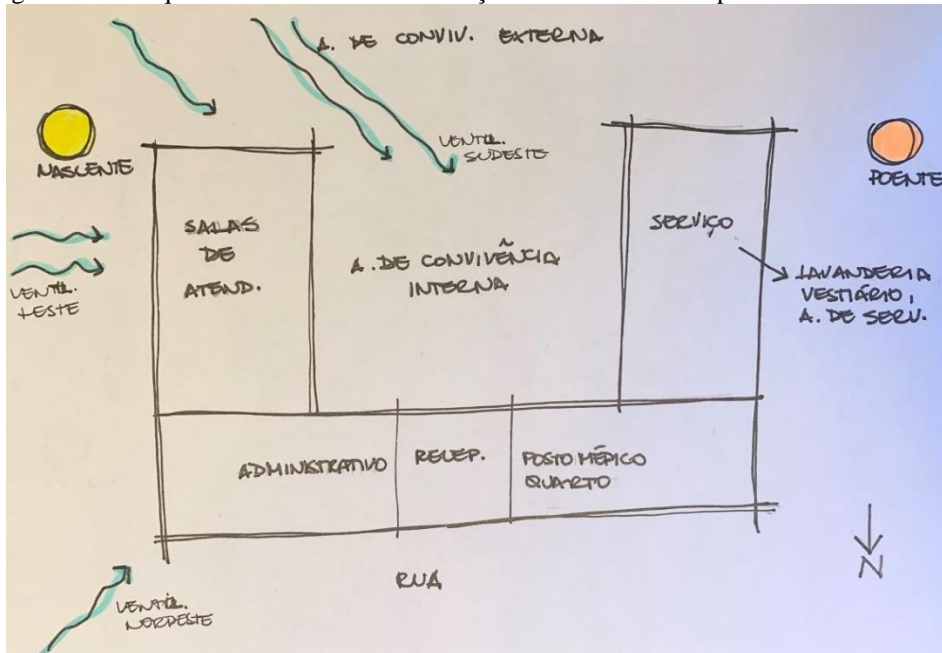 A. DE CONVIV. EXTERNA
VENTIL.
SUDESTE
NASCENTE
POENTE
SALAS
DE
ATEND.
A. DE CONVIVÊNCIA
INTERNA
SERVIÇO
VENTIL.
LESTE
LAVANDERIA
VESTIÁRIO,
A. DE SERV.
ADMINISTRATIVO
RECEP.
POSTO MÉDICO
QUARTO
RUA
N
VENTIL.
NORDESTE